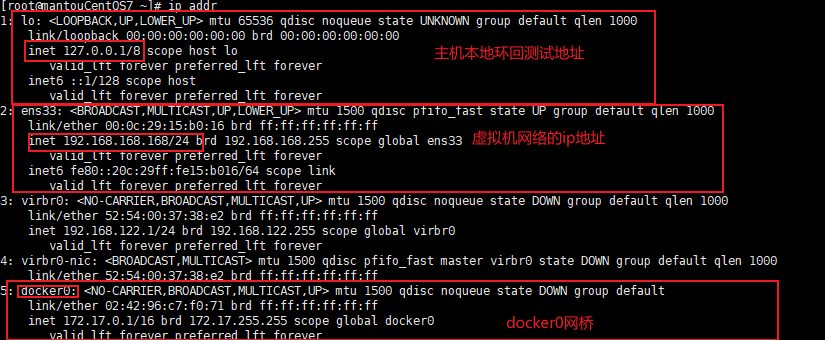 [root@mantouCentOS7 ~]# ip addr
1: lo: <LOOPBACK,UP,LOWER_UP> mtu 65536 qdisc noqueue state UNKNOWN group default qlen 1000
link/loopback 00:00:00:00:00:00 brd 00:00:00:00:00:00
inet 127.0.0.1/8 scope host lo 主机本地环回测试地址
valid_lft forever preferred_lft forever
inet6 ::1/128 scope host
valid_lft forever preferred_lft forever
2: ens33: <BROADCAST,MULTICAST,UP,LOWER_UP> mtu 1500 qdisc pfifo_fast state UP group default qlen 1000
link/ether 00:0c:29:15:b0:16 brd ff:ff:ff:ff:ff:ff
inet 192.168.168.168/24 brd 192.168.168.255 scope global ens33 虚拟机网络的ip地址
valid_lft forever preferred_lft forever
inet6 fe80::20c:29ff:fe15:b016/64 scope link
valid_lft forever preferred_lft forever
3: virbr0: <NO-CARRIER,BROADCAST,MULTICAST,UP> mtu 1500 qdisc noqueue state DOWN group default qlen 1000
link/ether 52:54:00:37:38:e2 brd ff:ff:ff:ff:ff:ff
inet 192.168.122.1/24 brd 192.168.122.255 scope global virbr0
valid_lft forever preferred_lft forever
4: virbr0-nic: <BROADCAST,MULTICAST> mtu 1500 qdisc pfifo_fast master virbr0 state DOWN group default qlen 1000
link/ether 52:54:00:37:38:e2 brd ff:ff:ff:ff:ff:ff
5: docker0: <NO-CARRIER,BROADCAST,MULTICAST,UP> mtu 1500 qdisc noqueue state DOWN group default
link/ether 02:42:96:c7:f0:71 brd ff:ff:ff:ff:ff:ff
inet 172.17.0.1/16 brd 172.17.255.255 scope global docker0 docker0网桥
valid_lft forever preferred_lft forever